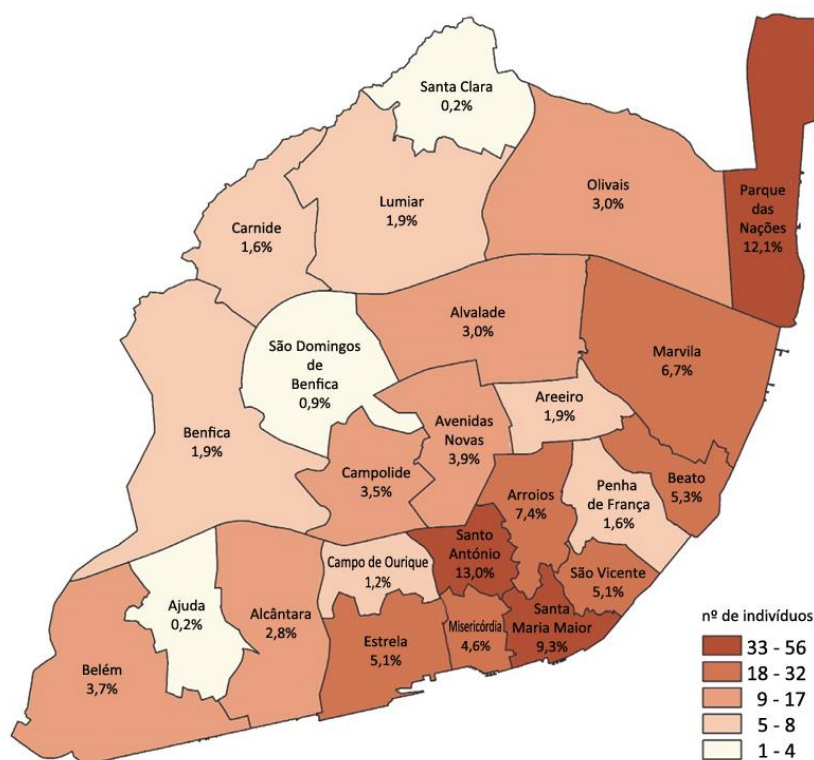 Santa Clara
0,2%
Olivais
3,0%
Parque
das
Nações
12,1%
Lumiar
1,9%
Carnide
1,6%
Alvalade
3,0%
São Domingos
de
Benfica
0,9%
Marvila
6,7%
Areeiro
1,9%
Avenidas
Novas
3,9%
Benfica
1,9%
Campolide
3,5%
Beato
5,3%
Penha
de França
1,6%
Arroios
7,4%
Santo
António
13,0%
Campo de Ourique
1,2%
São Vicente
5,1%
Ajuda
0,2%
Alcântara
2,8%
Santa
Maria Maior
9,3%
Misericórdia
4,6%
Estrela
5,1%
Belém
3,7%
nº de indivíduos
33 - 56
18 - 32
9 - 17
5 - 8
1 - 4